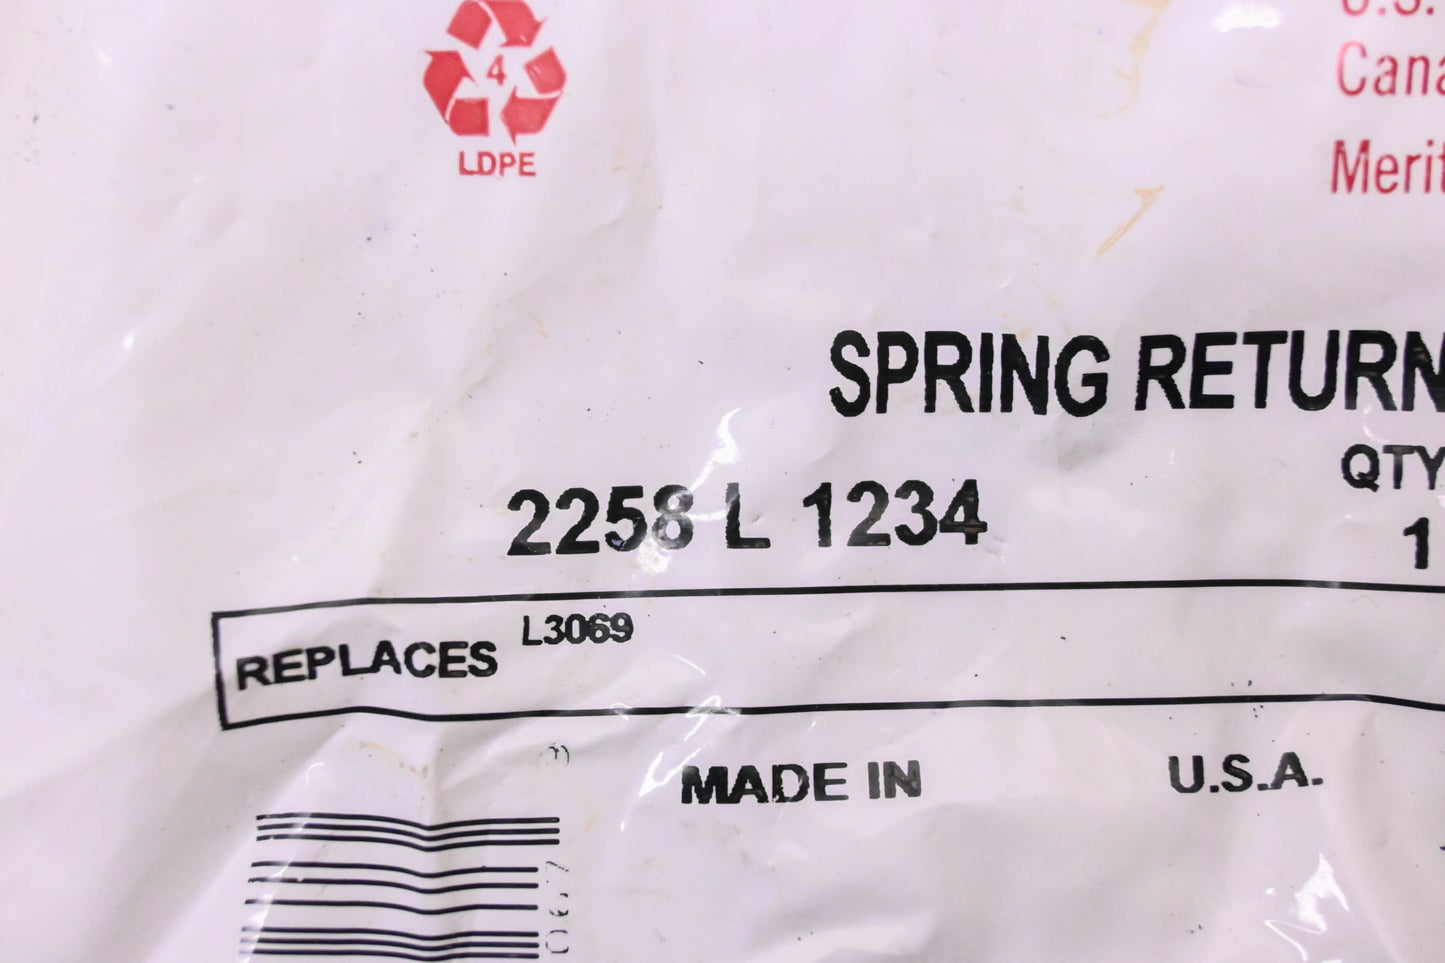 4
LDPE
U.S.
Cana
Merit
SPRING RETURN
QTY
2258 L 1234
1
REPLACES L3069
MADE IN U.S.A.